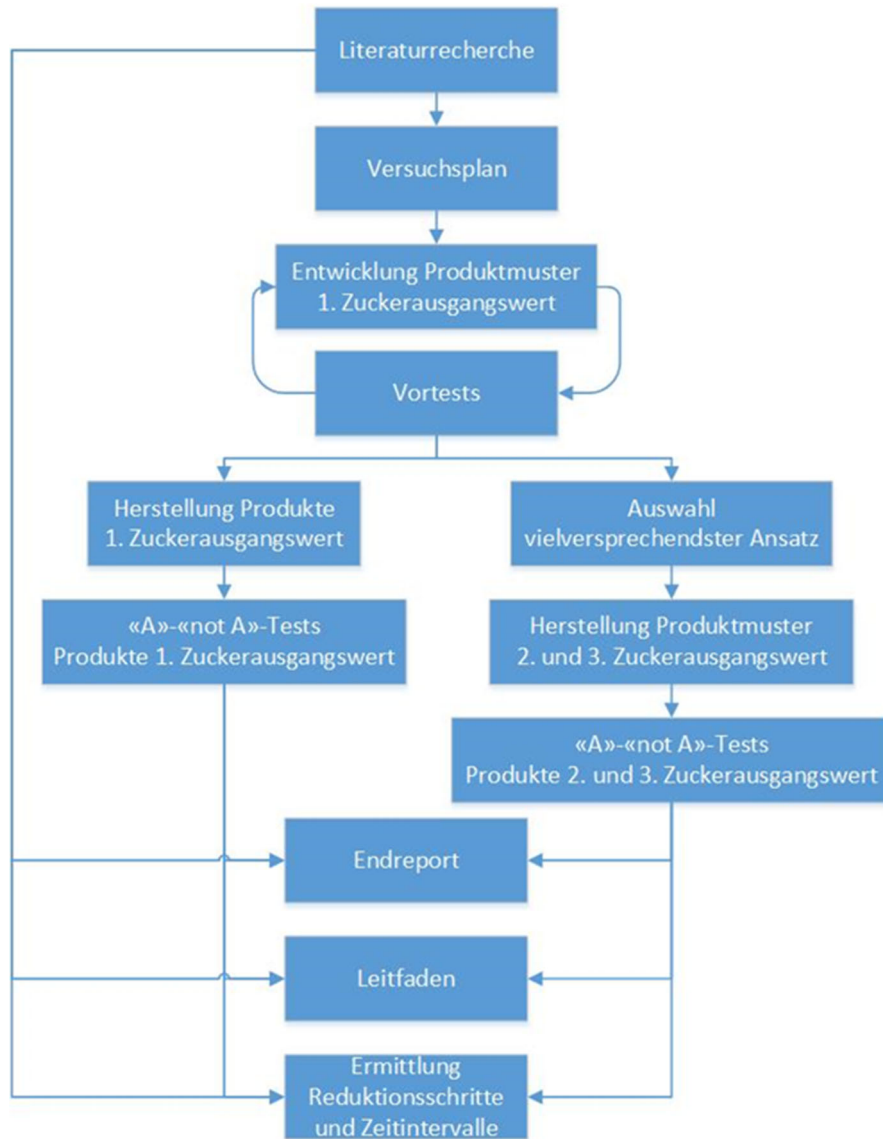 Literaturrecherche
Versuchsplan
Entwicklung Produktmuster
1. Zuckerausgangswert
Vortests
Herstellung Produkte
1. Zuckerausgangswert
Auswahl
vielversprechendster Ansatz
«A»-«not A»-Tests
Produkte 1. Zuckerausgangswert
Herstellung Produktmuster
2. und 3. Zuckerausgangswert
«A»-«not A»-Tests
Produkte 2. und 3. Zuckerausgangswert
Endreport
Leitfaden
Ermittlung
Reduktionsschritte
und Zeitintervalle